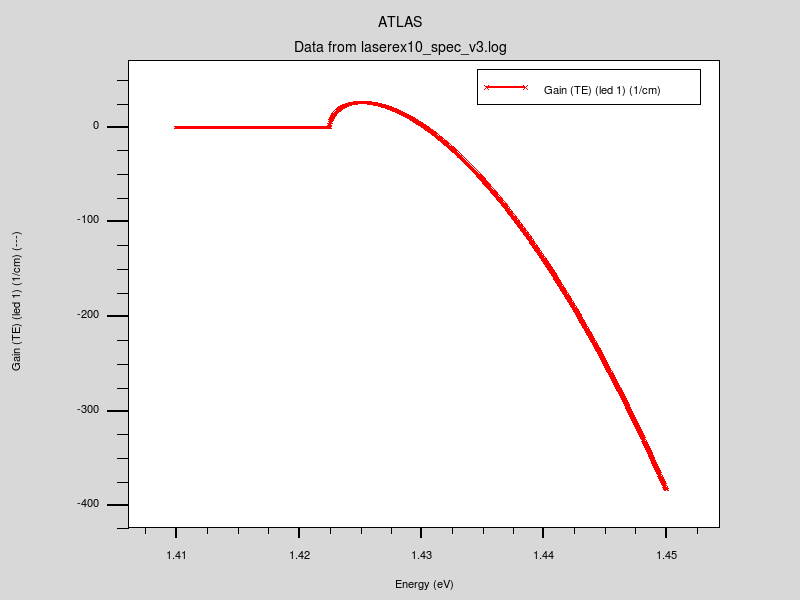 ATLAS
Data from laserex10_spec_v3.log
Gain (TE) (led 1) (1/cm)
0
-100
-200
-300
-400
Gain (TE) (led 1) (1/cm) (---)
1.41
1.42
1.43
1.44
1.45
Energy (eV)